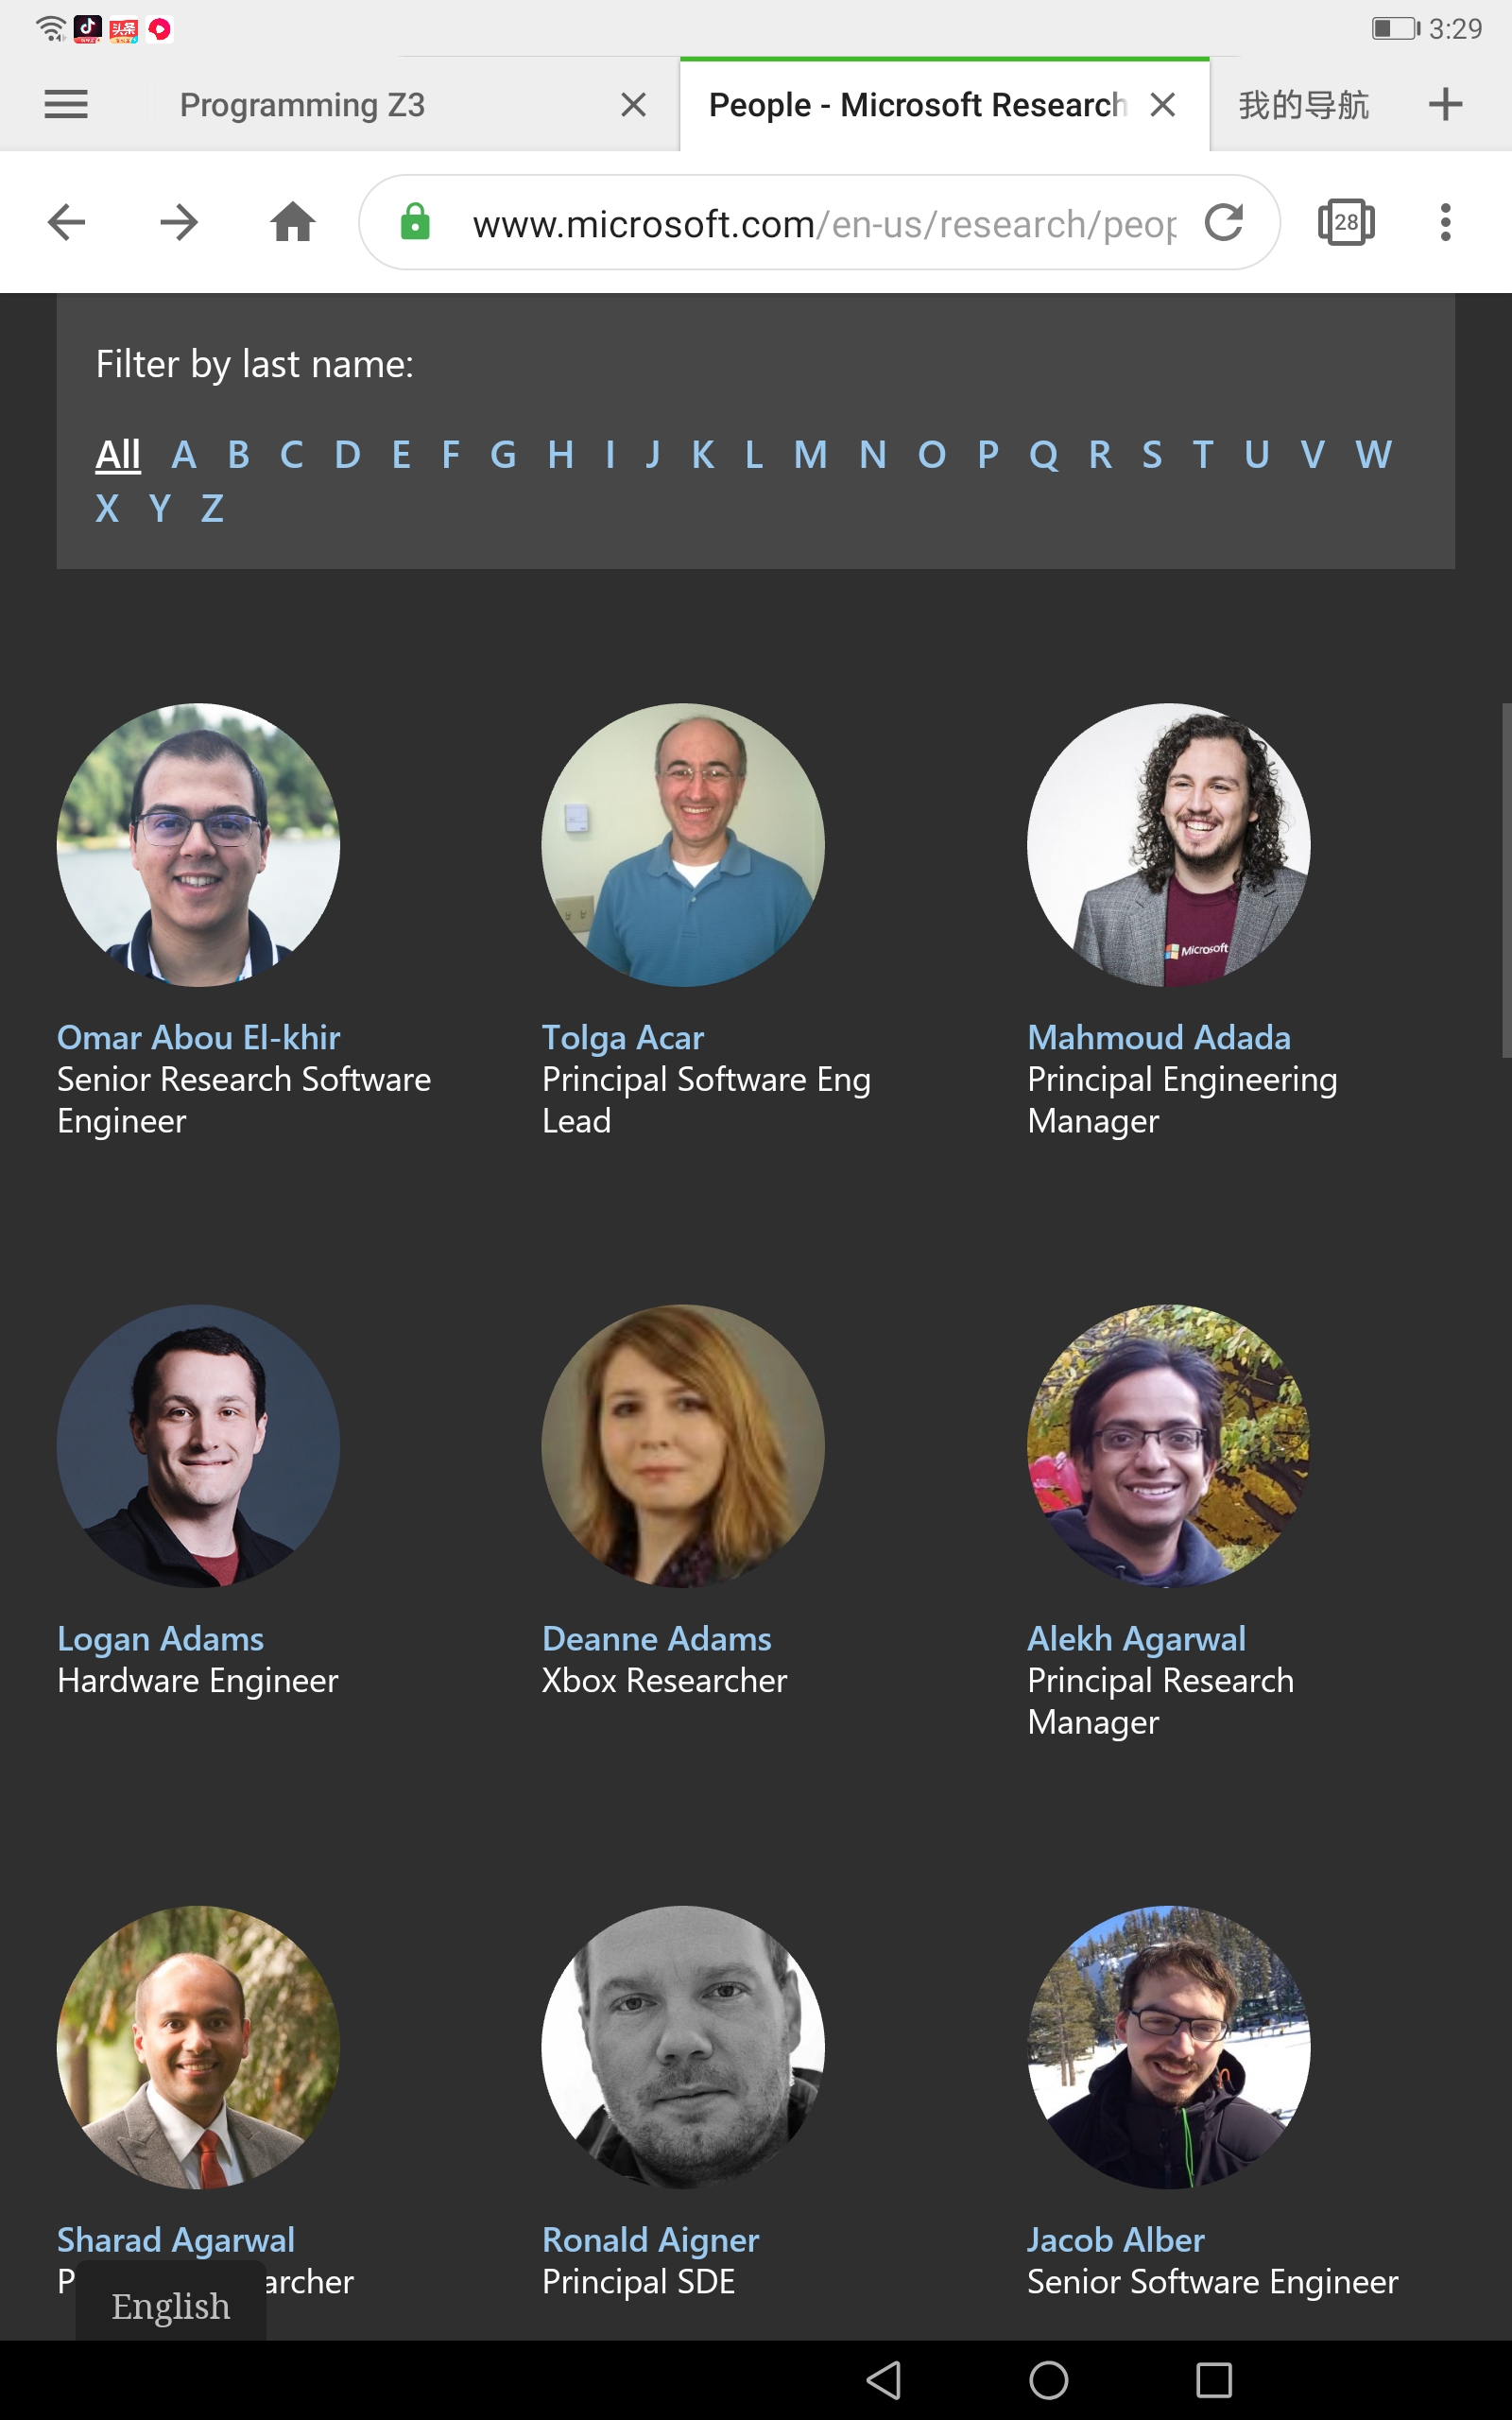 头条
3:29
Programming Z3
People - Microsoft Research
我的导航
www.microsoft.com/en-us/research/peop
28
Filter by last name:
All A B C D E F G H I J K L M N O P Q R S T U V W
X Y Z
Microsoft
Omar Abou El-khir
Senior Research Software
Engineer
Tolga Acar
Principal Software Eng
Lead
Mahmoud Adada
Principal Engineering
Manager
Logan Adams
Hardware Engineer
Deanne Adams
Xbox Researcher
Alekh Agarwal
Principal Research
Manager
Sharad Agarwal
P archer
Ronald Aigner
Principal SDE
Jacob Alber
Senior Software Engineer
English